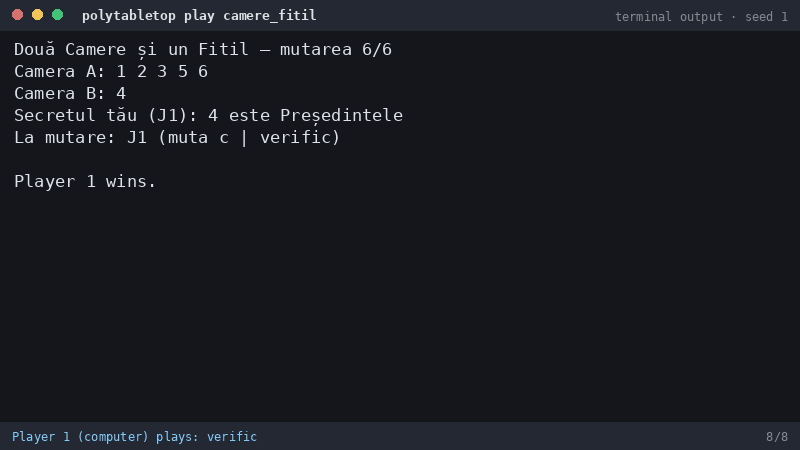 polytabletop play camere_fitil
terminal output · seed 1
Două Camere și un Fitil — mutarea 6/6
Camera A: 1 2 3 5 6
Camera B: 4
Secretul tău (J1): 4 este Președintele
La mutare: J1 (muta c | verific)
Player 1 wins.
Player 1 (computer) plays: verific
8/8